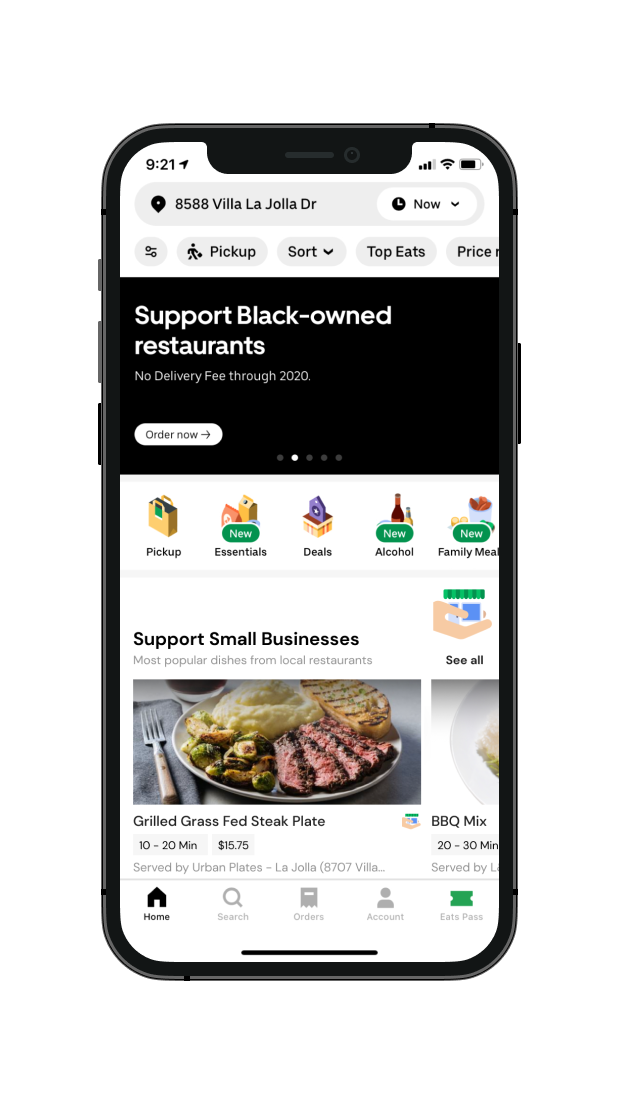 9:21
8588 Villa La Jolla Dr
Now
Pickup
Sort
Top Eats
Price
Support Black-owned
restaurants
No Delivery Fee through 2020.
Order now →
New
New
New
Pickup
Essentials
Deals
Alcohol
Family Meal
Support Small Businesses
Most popular dishes from local restaurants
See all
Grilled Grass Fed Steak Plate
BBQ Mix
10 - 20 Min
$15.75
20 - 30 Min
Served by Urban Plates - La Jolla (8707 Villa...
Served by
Home
Search
Orders
Account
Eats Pass